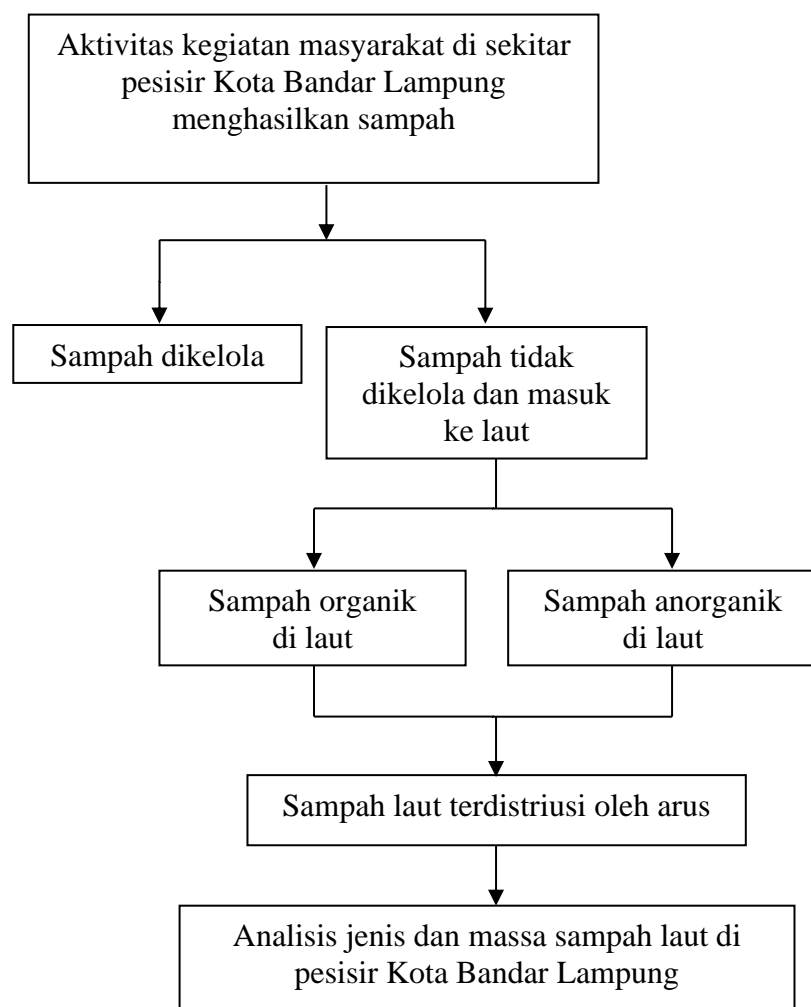 Aktivitas kegiatan masyarakat di sekitar
pesisir Kota Bandar Lampung
menghasilkan sampah
Sampah dikelola
Sampah tidak
dikelola dan masuk
ke laut
Sampah organik
di laut
Sampah anorganik
di laut
Sampah laut terdistriusi oleh arus
Analisis jenis dan massa sampah laut di
pesisir Kota Bandar Lampung